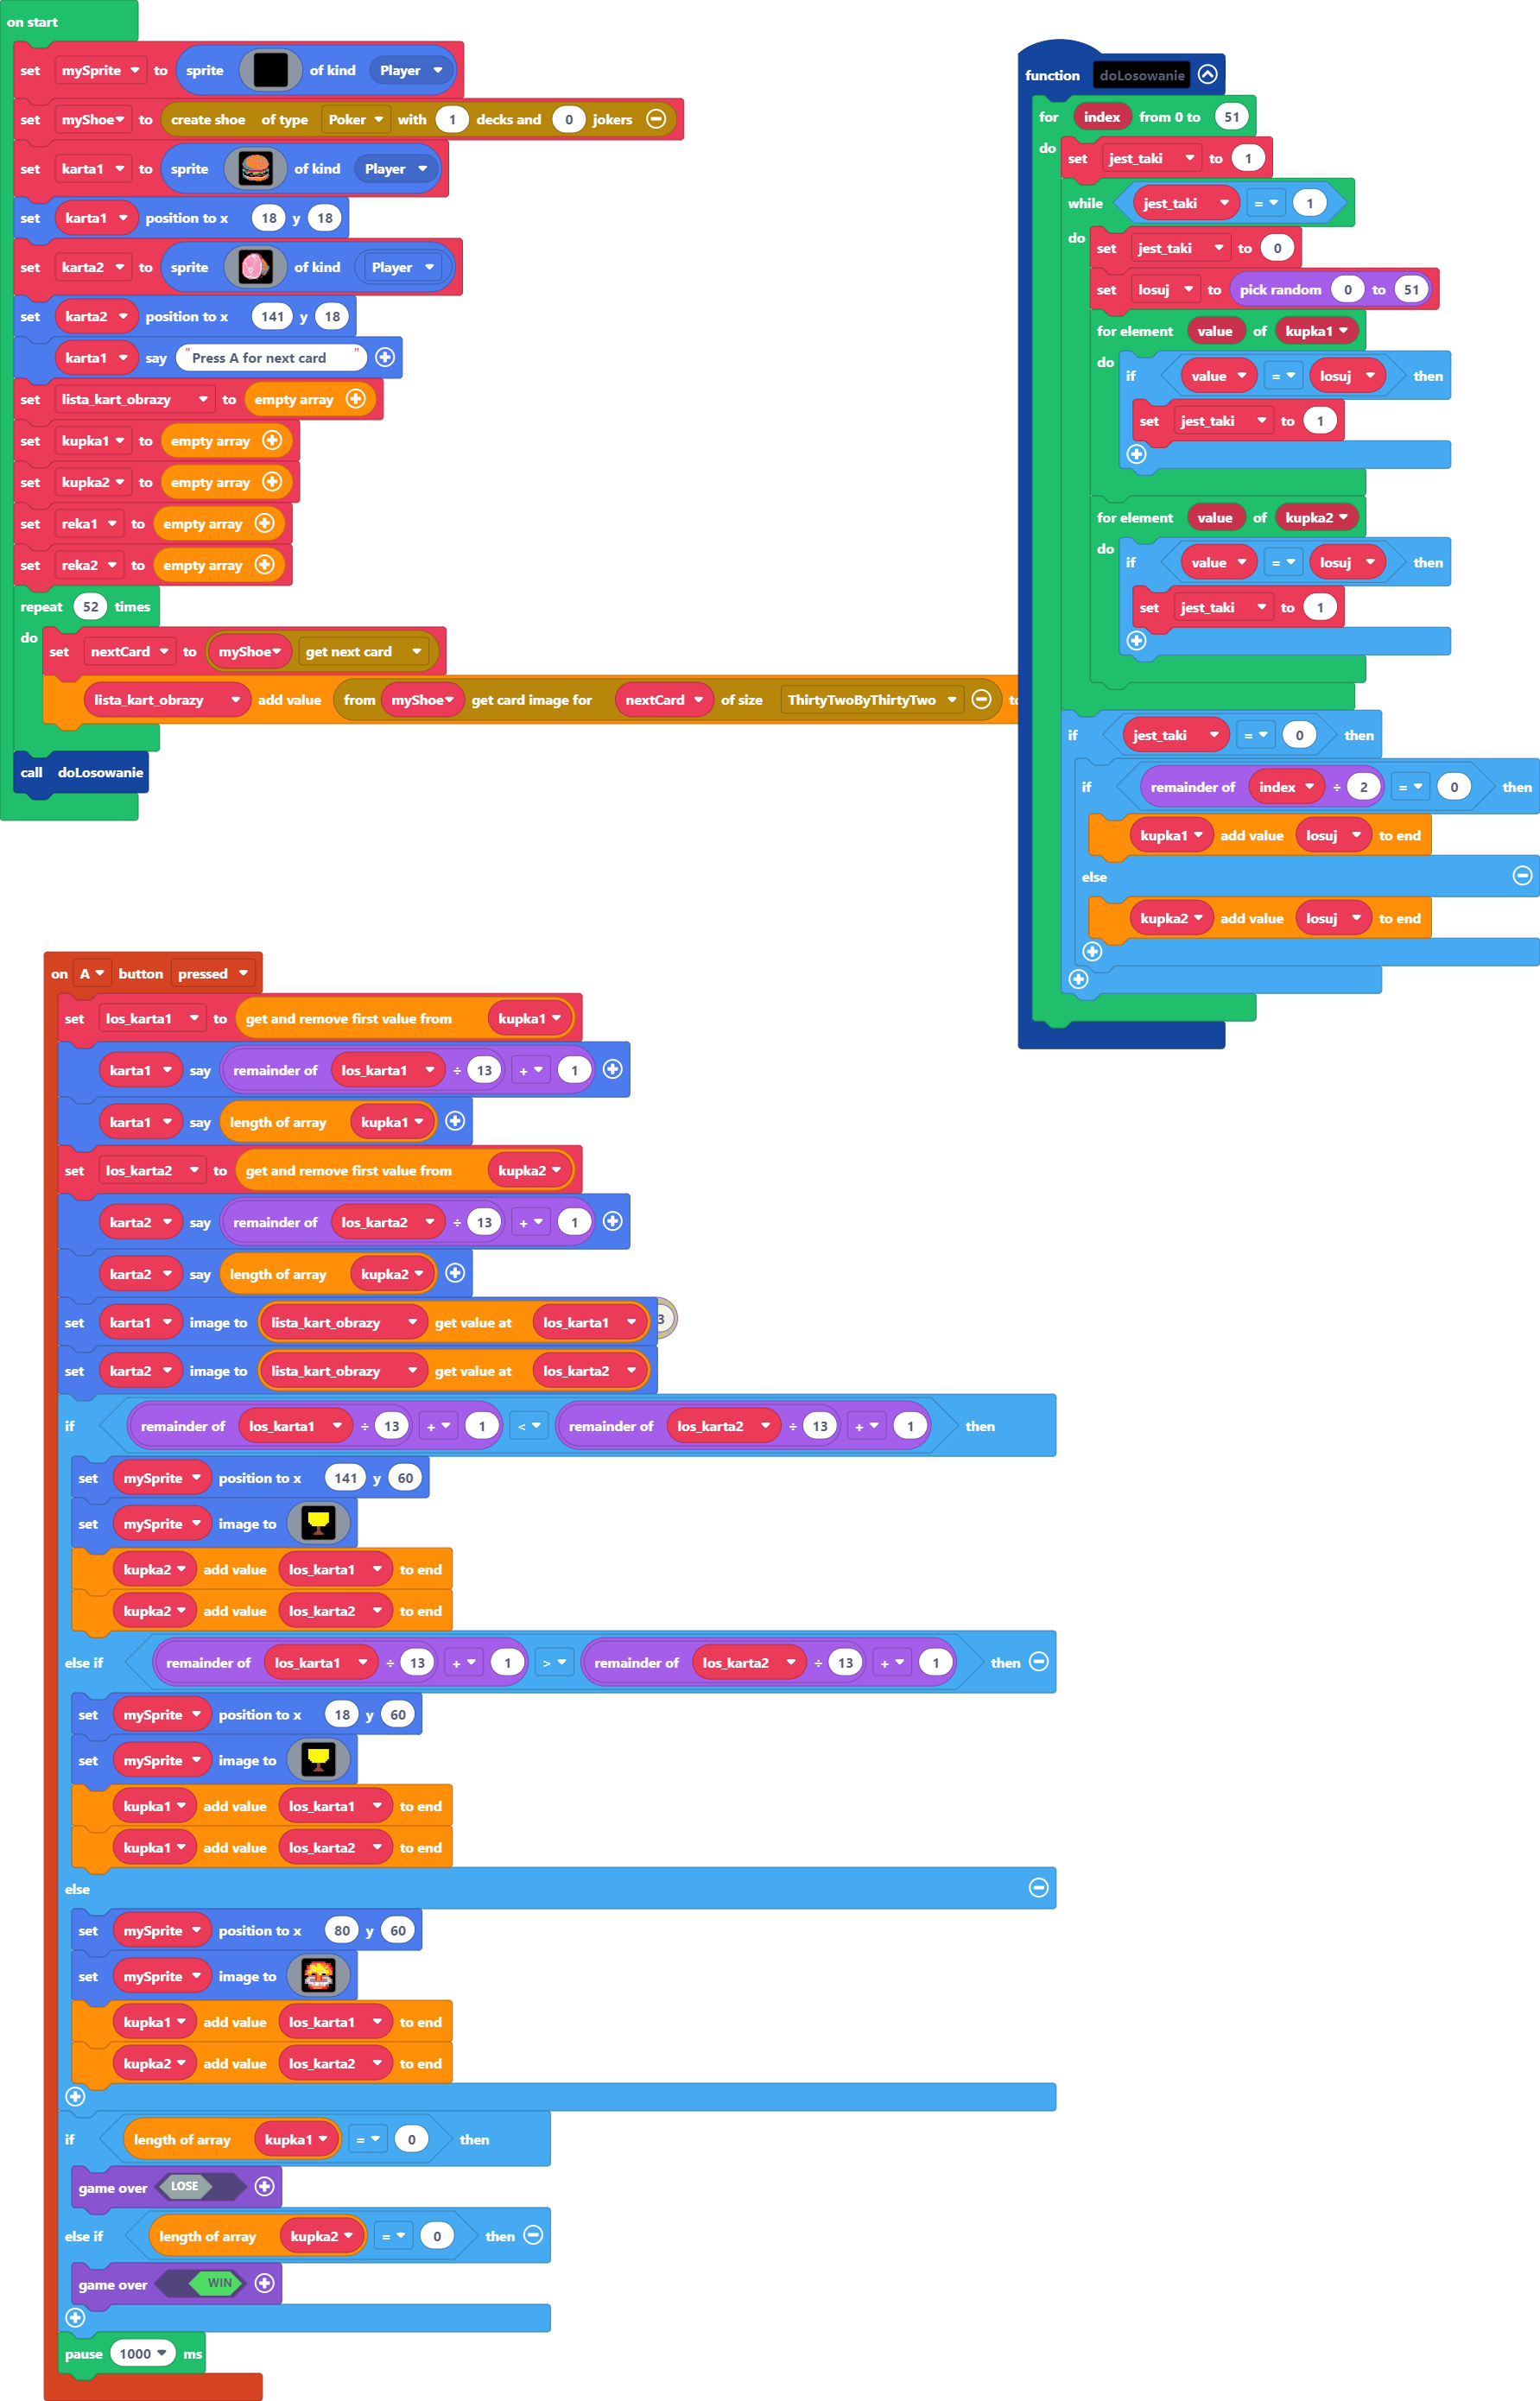 on start
set mySprite to sprite of kind Player
set myShoe to create shoe of type Poker with 1 decks and 0 jokers
set karta1 to sprite of kind Player
set karta1 position to x 18 y 18
set karta2 to sprite of kind Player
set karta2 position to x 141 y 18
karta1 say "Press A for next card"
set lista_kart_obrazy to empty array
set kupka1 to empty array
set kupka2 to empty array
set reka1 to empty array
set reka2 to empty array
repeat 52 times
do set nextCard to myShoe get next card
lista_kart_obrazy add value from myShoe get card image for nextCard of size ThirtyTwoByThirtyTwo to
call doLosowanie
function doLosowanie
for index from 0 to 51
do set jest_taki to 1
while jest_taki = 1
do set jest_taki to 0
set losuj to pick random 0 to 51
for element value of kupka1
do if value = losuj then
set jest_taki to 1
for element value of kupka2
do if value = losuj then
set jest_taki to 1
if jest_taki = 0 then
if remainder of index ÷ 2 = 0 then
kupka1 add value losuj to end
else
kupka2 add value losuj to end
on A button pressed
set los_karta1 to get and remove first value from kupka1
karta1 say remainder of los_karta1 ÷ 13 + 1
karta1 say length of array kupka1
set los_karta2 to get and remove first value from kupka2
karta2 say remainder of los_karta2 ÷ 13 + 1
karta2 say length of array kupka2
set karta1 image to lista_kart_obrazy get value at los_karta1 3
set karta2 image to lista_kart_obrazy get value at los_karta2
if remainder of los_karta1 ÷ 13 + 1 < remainder of los_karta2 ÷ 13 + 1 then
set mySprite position to x 141 y 60
set mySprite image to
kupka2 add value los_karta1 to end
kupka2 add value los_karta2 to end
else if remainder of los_karta1 ÷ 13 + 1 > remainder of los_karta2 ÷ 13 + 1 then
set mySprite position to x 18 y 60
set mySprite image to
kupka1 add value los_karta1 to end
kupka1 add value los_karta2 to end
else
set mySprite position to x 80 y 60
set mySprite image to
kupka1 add value los_karta1 to end
kupka2 add value los_karta2 to end
if length of array kupka1 = 0 then
game over LOSE
else if length of array kupka2 = 0 then
game over WIN
pause 1000 ms